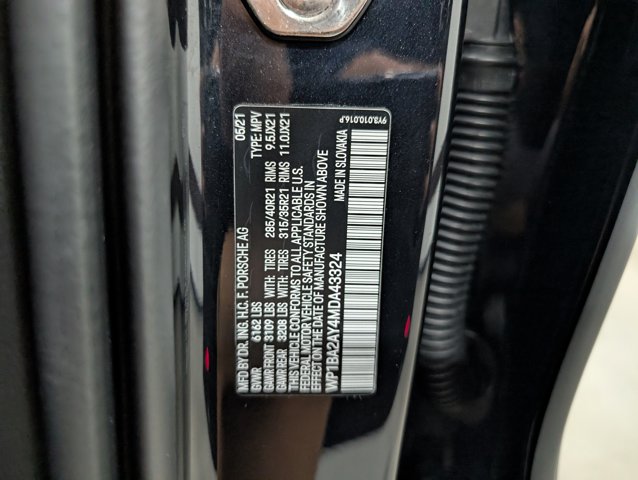 MFD BY DR. ING. H.C. F. PORSCHE AG 05/21
GVWR 6162 LBS TYPE: MPV
GAWR FRONT 3109 LBS WITH: TIRES 285/40R21 RIMS 9.5JX21
GAWR REAR 3208 LBS WITH: TIRES 315/35R21 RIMS 11.0JX21
THIS VEHICLE CONFORMS TO ALL APPLICABLE U.S.
FEDERAL MOTOR VEHICLE SAFETY STANDARDS IN
EFFECT ON THE DATE OF MANUFACTURE SHOWN ABOVE
WP1BA2AY4MDA43324
MADE IN SLOVAKIA
9Y3.010.016.P